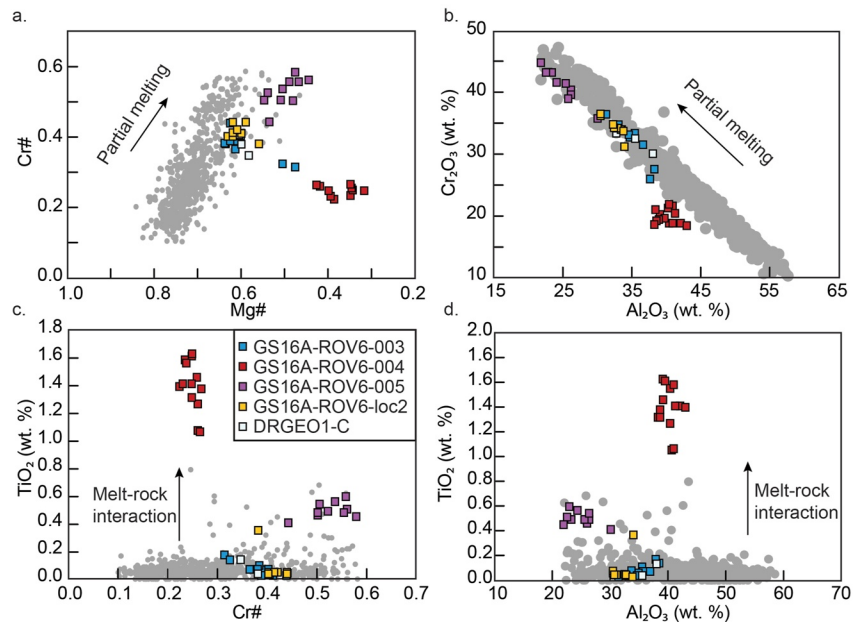 a.
0.6
0.4
0.2
0.0
Cr#
Partial melting
1.0
0.8
0.6
0.4
0.2
Mg#
b.
50
40
30
20
10
Cr₂O₃ (wt. %)
Partial melting
15
25
35
45
55
65
Al₂O₃ (wt. %)
c.
1.8
1.6
1.4
1.2
1.0
0.8
0.6
0.4
0.2
0.0
TiO₂ (wt. %)
Melt-rock
interaction
GS16A-ROV6-003
GS16A-ROV6-004
GS16A-ROV6-005
GS16A-ROV6-loc2
DRGEO1-C
0.0
0.1
0.2
0.3
0.4
0.5
0.6
0.7
Cr#
d.
2.0
1.8
1.6
1.4
1.2
1.0
0.8
0.6
0.4
0.2
0.0
TiO₂ (wt. %)
Melt-rock
interaction
10
20
30
40
50
60
70
Al₂O₃ (wt. %)